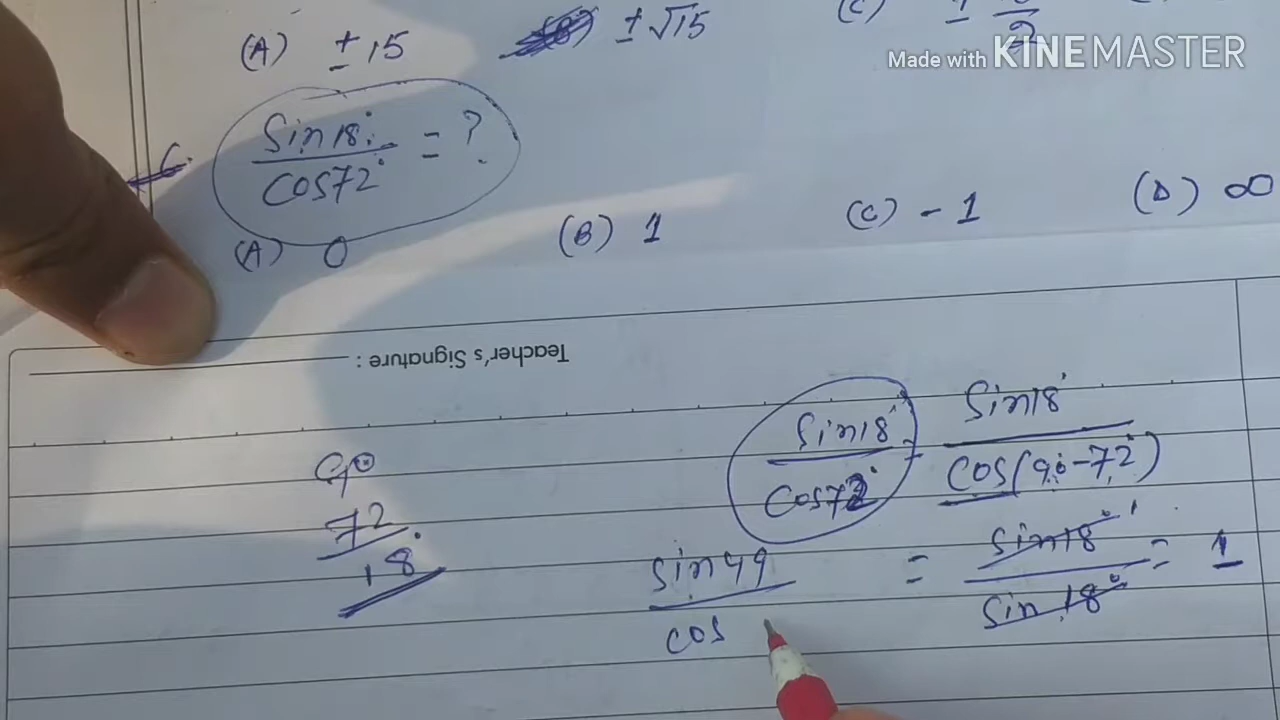 (A) ± 15 (B) ± √15 (C)
Made with KINEMASTER
6. Sin18° / Cos72° = ?
(A) 0 (B) 1 (C) -1 (D) ∞
Teacher's Signature :
Sin18° / Cos72° = Sin18° / Cos(90°-72°)
90
72
18
= Sin18° / Sin18° = 1
Sin49 / Cos